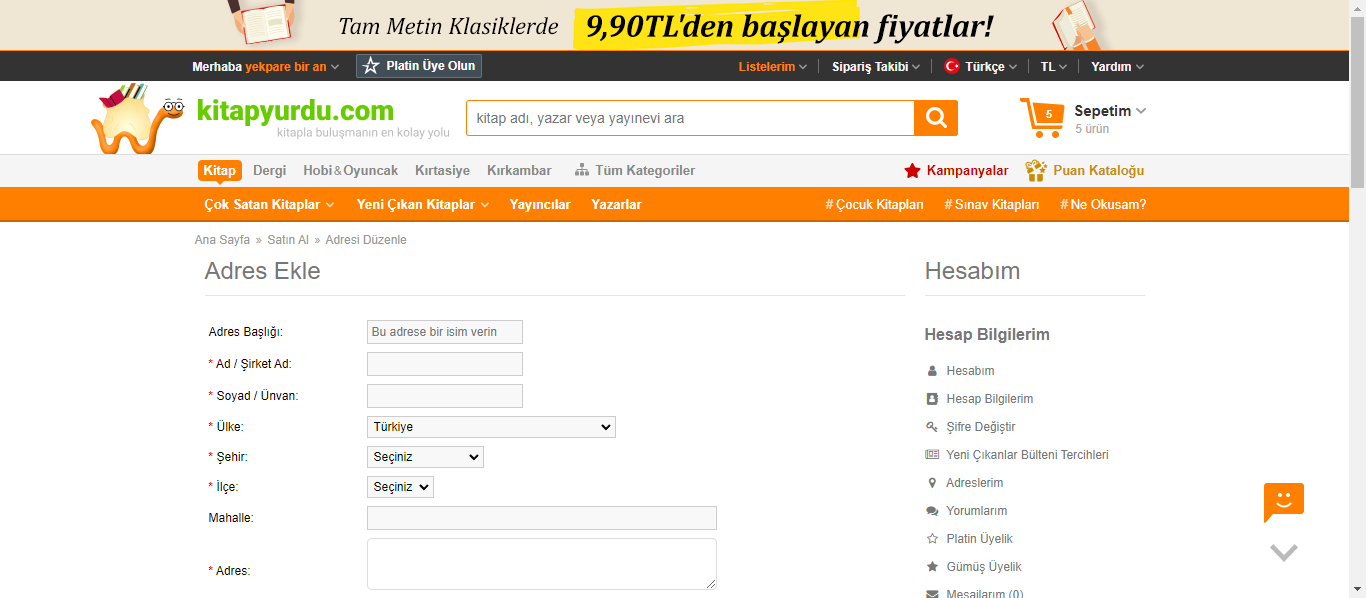 Tam Metin Klasiklerde 9,90TL'den başlayan fiyatlar!
Merhaba yekpare bir an Platin Üye Olun Listelerim Sipariş Takibi Türkçe TL Yardım
kitapyurdu.com
kitapla buluşmanın en kolay yolu
kitap adı, yazar veya yayınevi ara
5
Sepetim
5 ürün
Kitap Dergi Hobi&Oyuncak Kırtasiye Kırkambar Tüm Kategoriler Kampanyalar Puan Kataloğu
Çok Satan Kitaplar Yeni Çıkan Kitaplar Yayıncılar Yazarlar #Çocuk Kitapları #Sınav Kitapları #Ne Okusam?
Ana Sayfa » Satın Al » Adresi Düzenle
Adres Ekle
Adres Başlığı: Bu adrese bir isim verin
* Ad / Şirket Ad:
* Soyad / Ünvan:
* Ülke: Türkiye
* Şehir: Seçiniz
* İlçe: Seçiniz
Mahalle:
* Adres:
Hesabım
Hesap Bilgilerim
Hesabım
Hesap Bilgilerim
Şifre Değiştir
Yeni Çıkanlar Bülteni Tercihleri
Adreslerim
Yorumlarım
Platin Üyelik
Gümüş Üyelik
Mesajlarım (0)